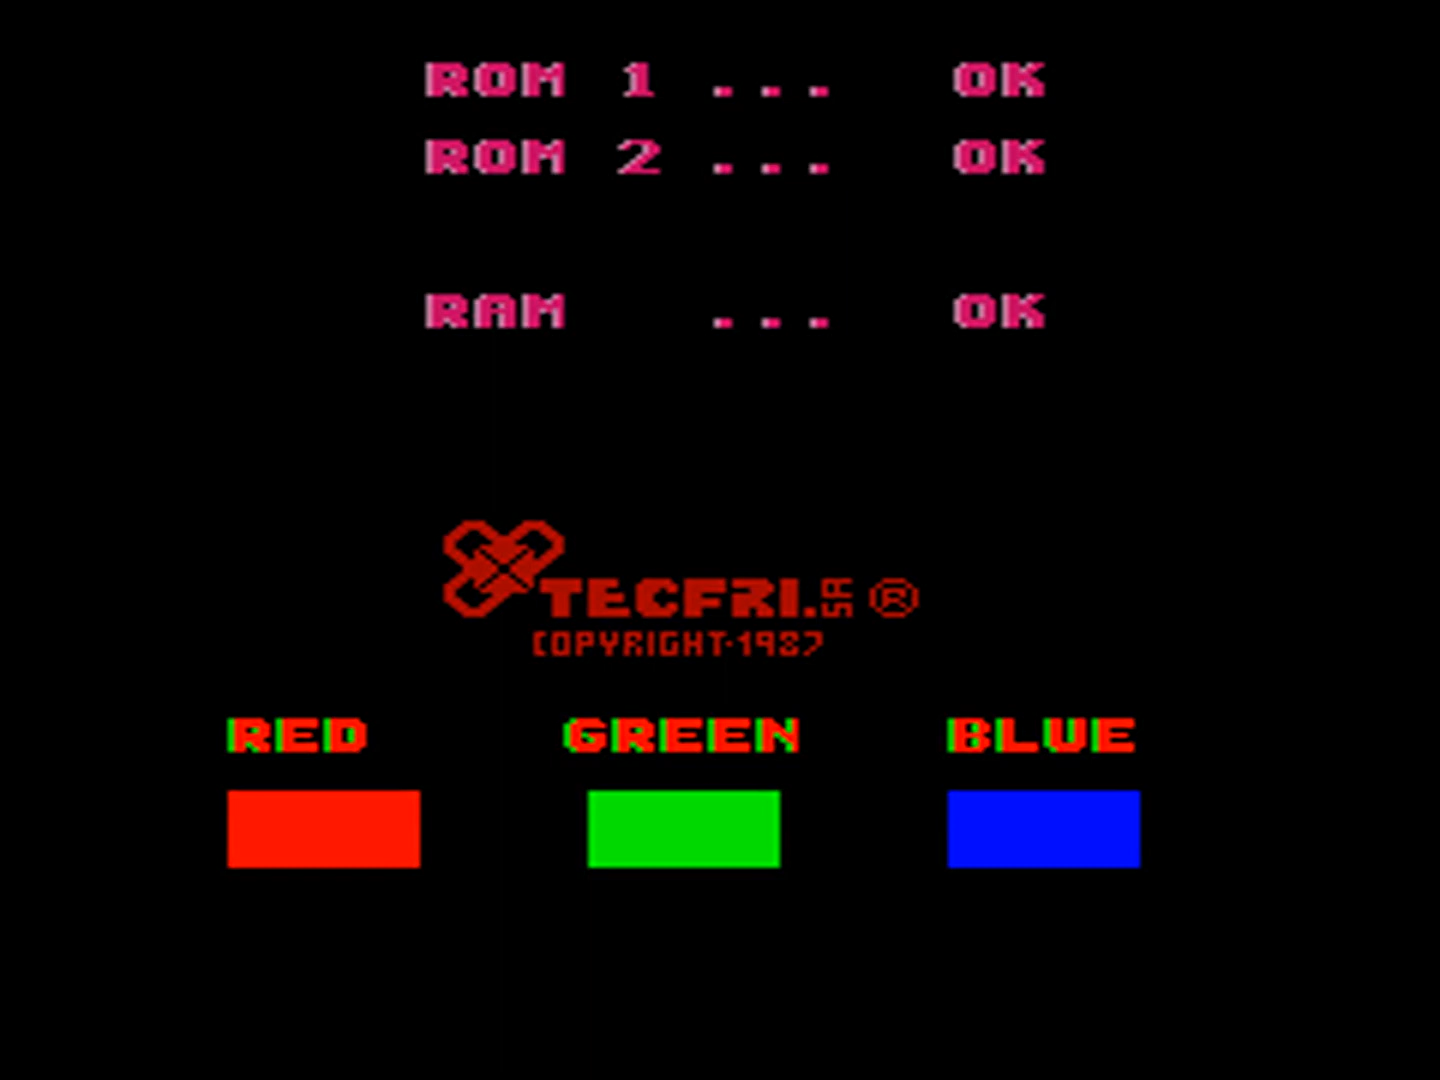 ROM 1 ... OK
ROM 2 ... OK
RAM ... OK
TECFRI.SA ®
COPYRIGHT·1987
RED GREEN BLUE